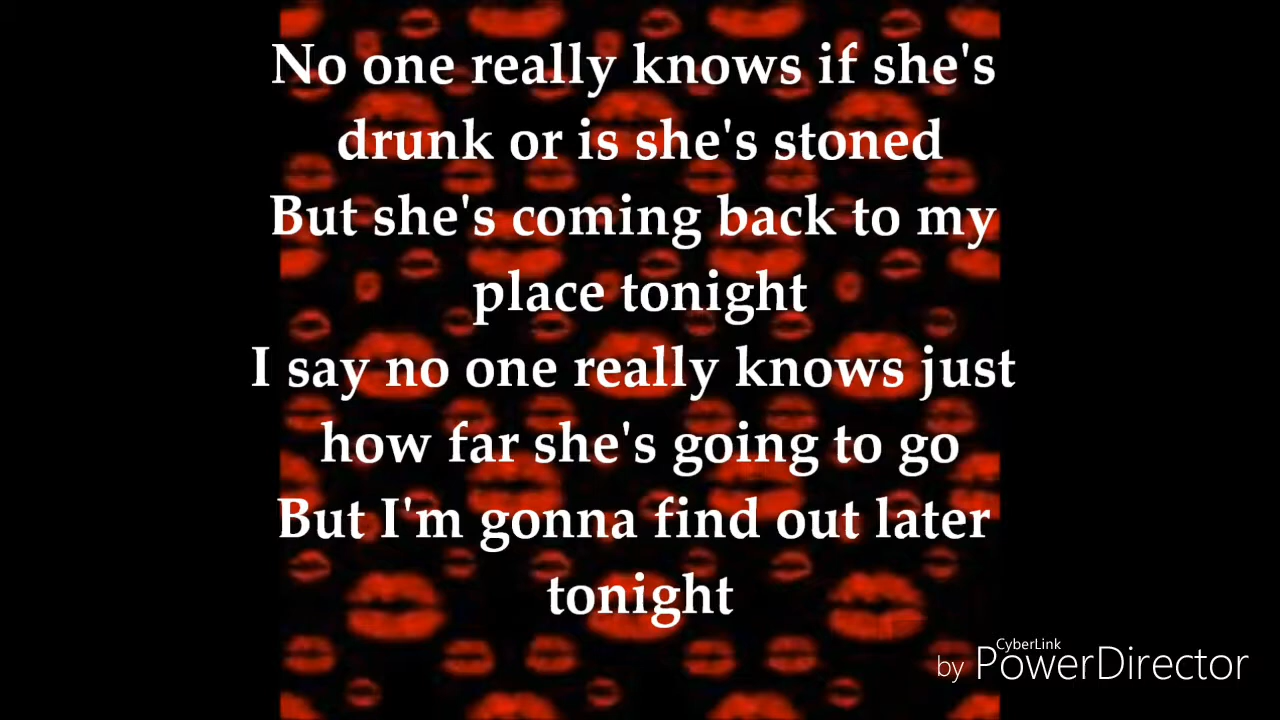 No one really knows if she's
drunk or is she's stoned
But she's coming back to my
place tonight
I say no one really knows just
how far she's going to go
But I'm gonna find out later
tonight
CyberLink
by PowerDirector